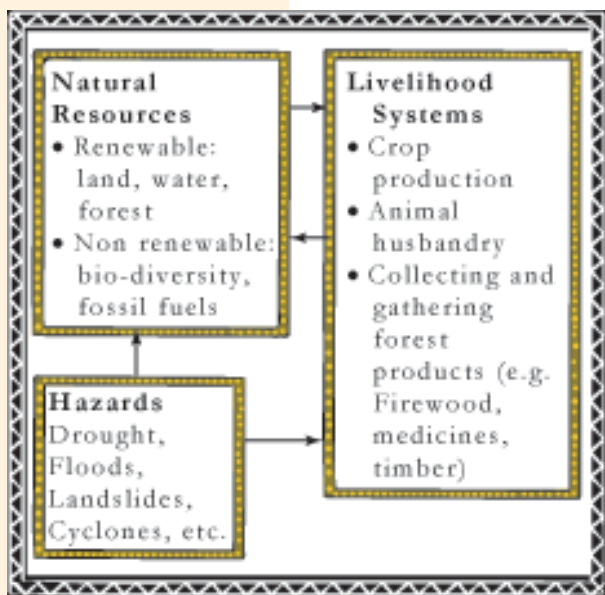 Natural
Resources
• Renewable:
land, water,
forest
• Non renewable:
bio-diversity,
fossil fuels
Livelihood
Systems
• Crop
production
• Animal
husbandry
• Collecting and
gathering
forest
products (e.g.
Firewood,
medicines,
timber)
Hazards
Drought,
Floods,
Landslides,
Cyclones, etc.